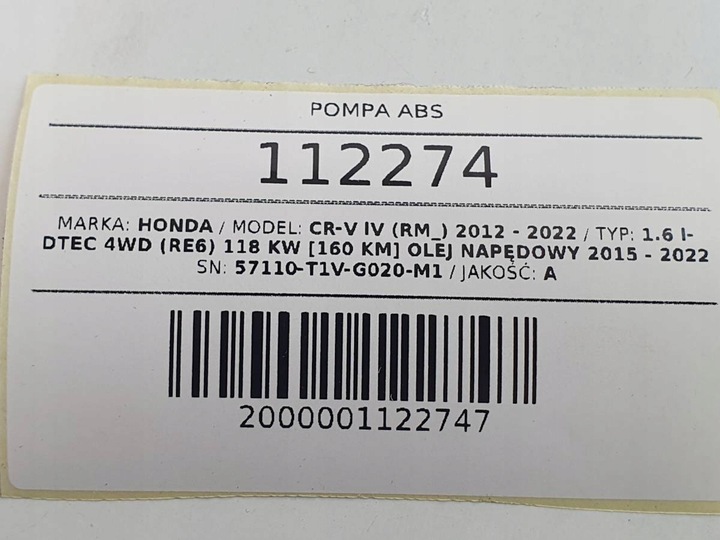 POMPA ABS
112274
MARKA: HONDA / MODEL: CR-V IV (RM_) 2012 - 2022 / TYP: 1.6 I-
DTEC 4WD (RE6) 118 KW [160 KM] OLEJ NAPĘDOWY 2015 - 2022
SN: 57110-T1V-G020-M1 / JAKOŚĆ: A
2000001122747